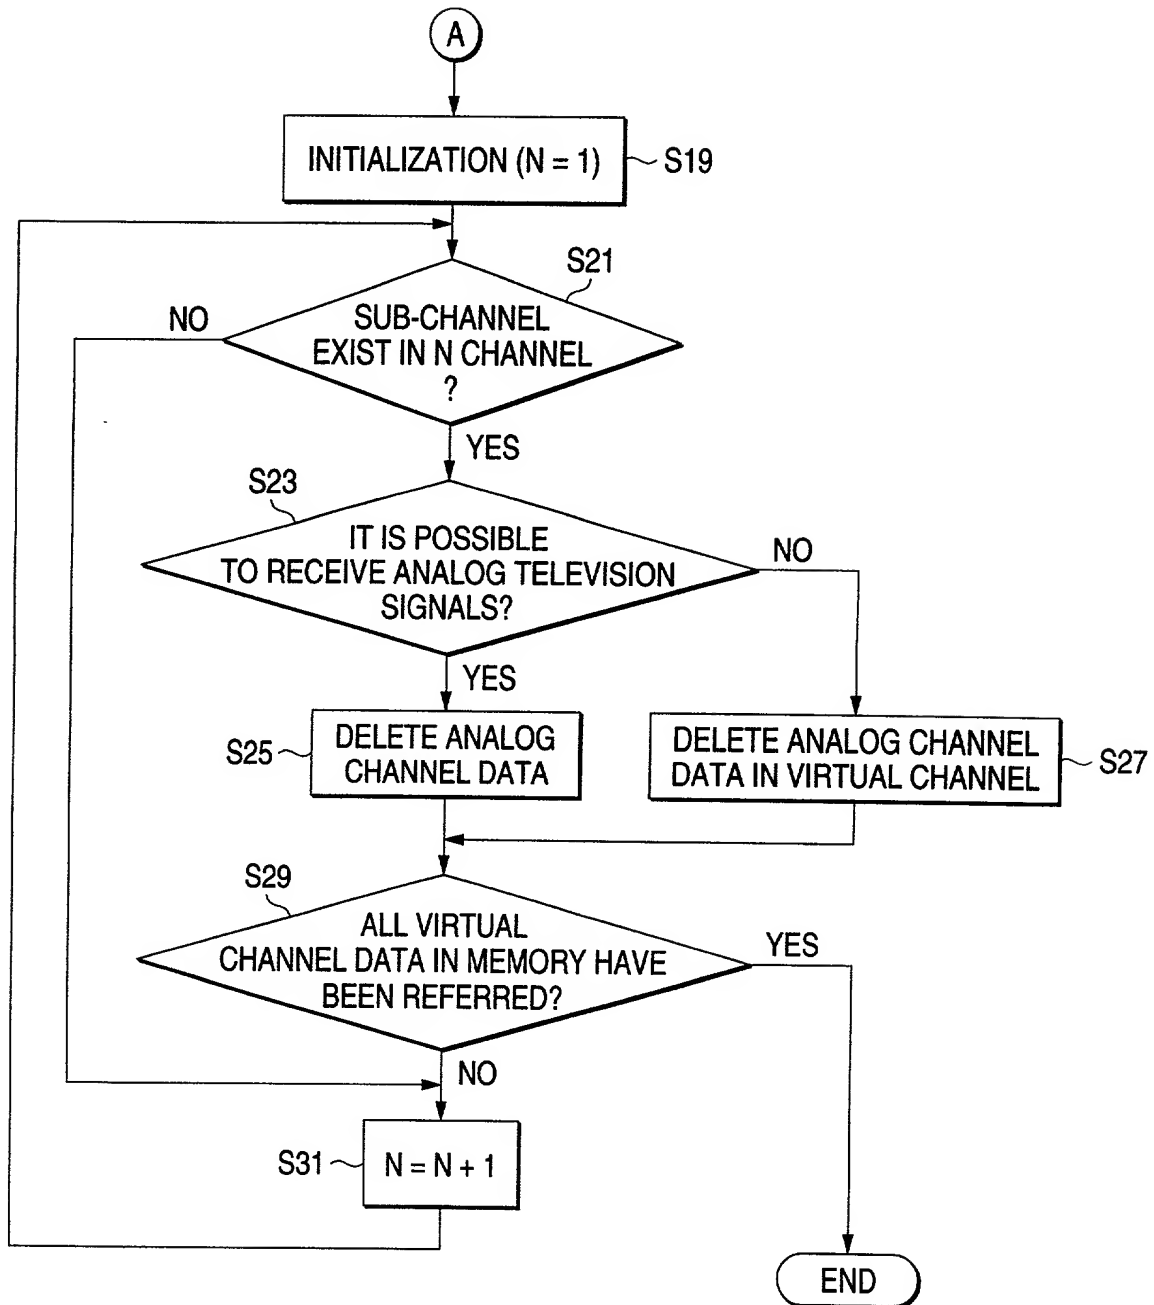 A
INITIALIZATION (N = 1)
S19
S21
NO
SUB-CHANNEL
EXIST IN N CHANNEL
?
YES
S23
IT IS POSSIBLE
TO RECEIVE ANALOG TELEVISION
SIGNALS?
NO
YES
S25
DELETE ANALOG
CHANNEL DATA
DELETE ANALOG CHANNEL
DATA IN VIRTUAL CHANNEL
S27
S29
ALL VIRTUAL
CHANNEL DATA IN MEMORY HAVE
BEEN REFERRED?
YES
NO
S31
N = N + 1
END